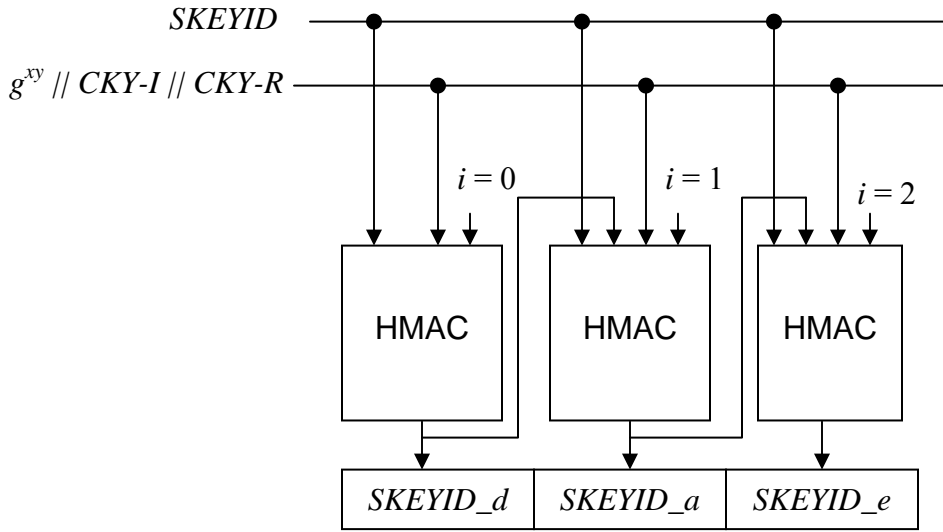 SKEYID
g^{xy} // CKY-I // CKY-R
i = 0
i = 1
i = 2
HMAC HMAC HMAC
SKEYID_d SKEYID_a SKEYID_e